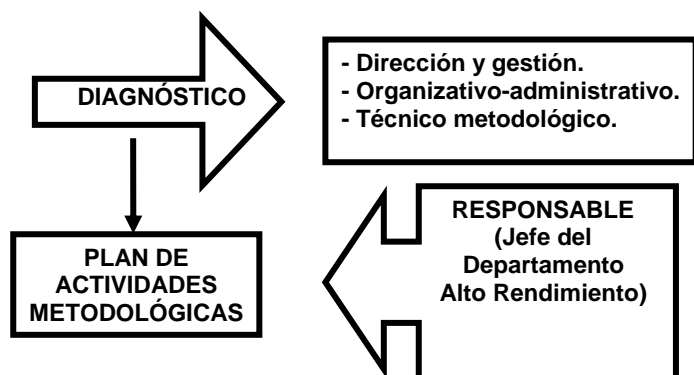 DIAGNÓSTICO
- Dirección y gestión.
- Organizativo-administrativo.
- Técnico metodológico.
PLAN DE
ACTIVIDADES
METODOLÓGICAS
RESPONSABLE
(Jefe del
Departamento
Alto Rendimiento)